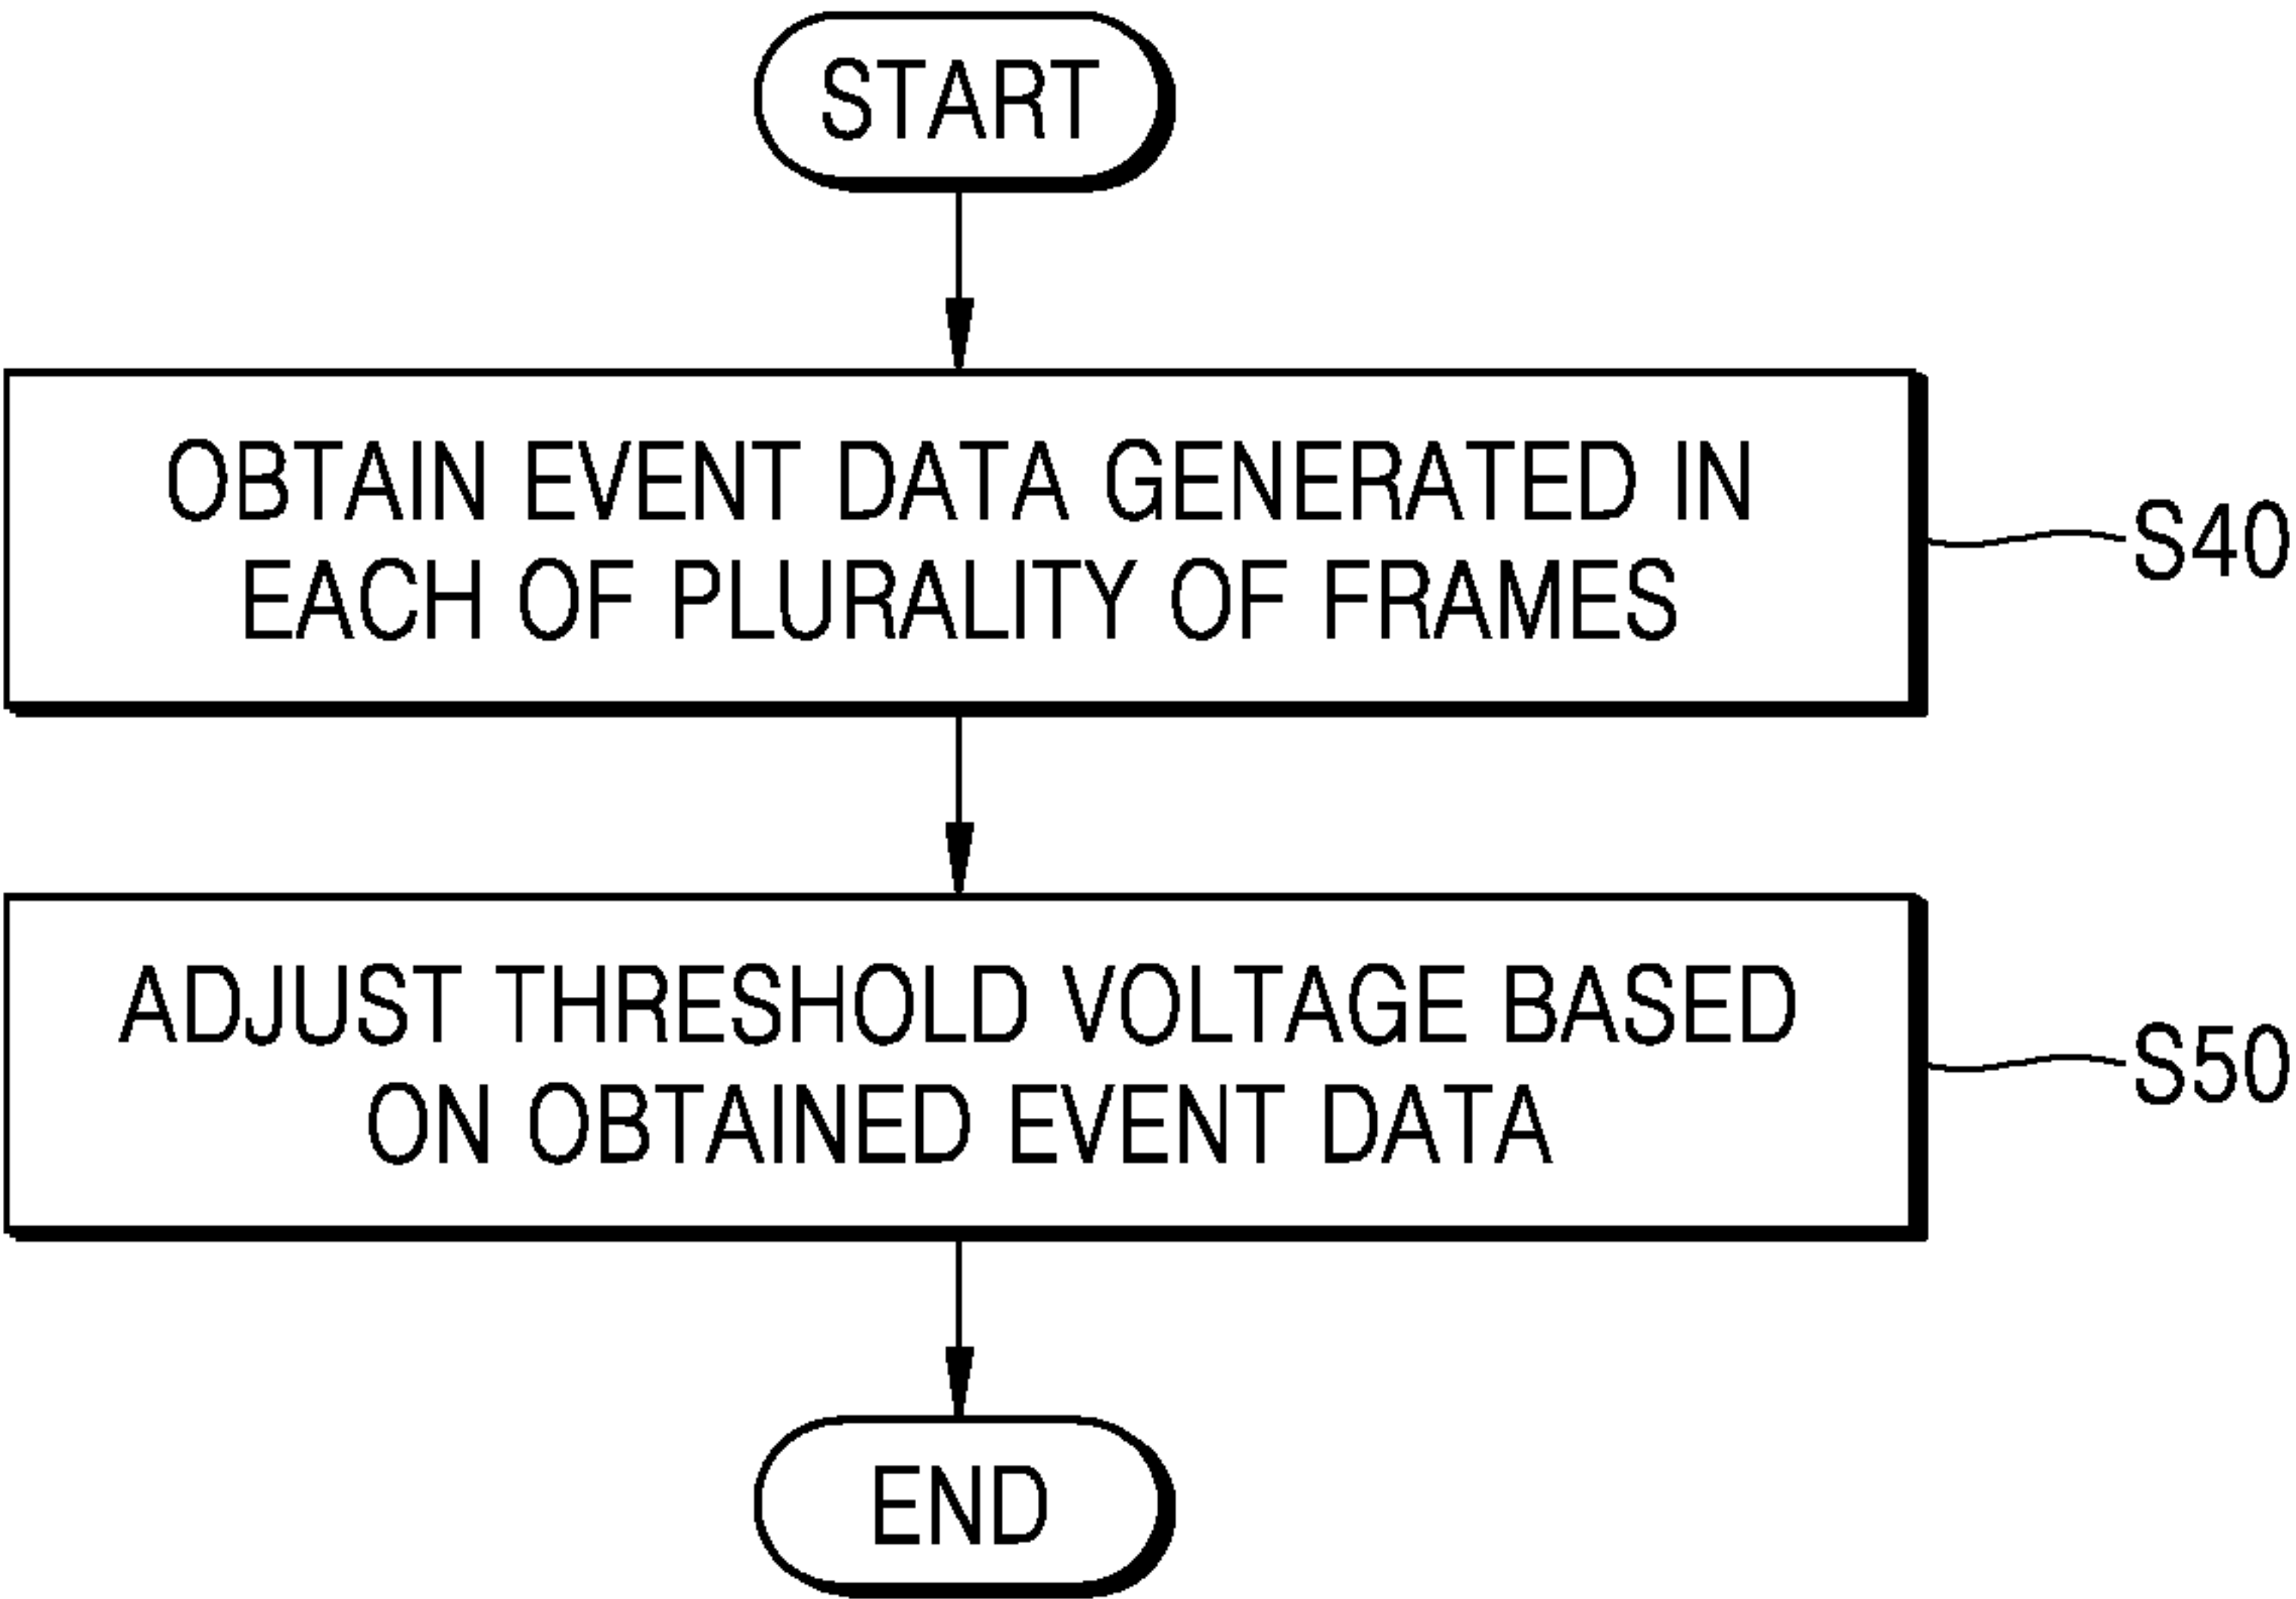 START
OBTAIN EVENT DATA GENERATED IN
EACH OF PLURALITY OF FRAMES
S40
ADJUST THRESHOLD VOLTAGE BASED
ON OBTAINED EVENT DATA
S50
END